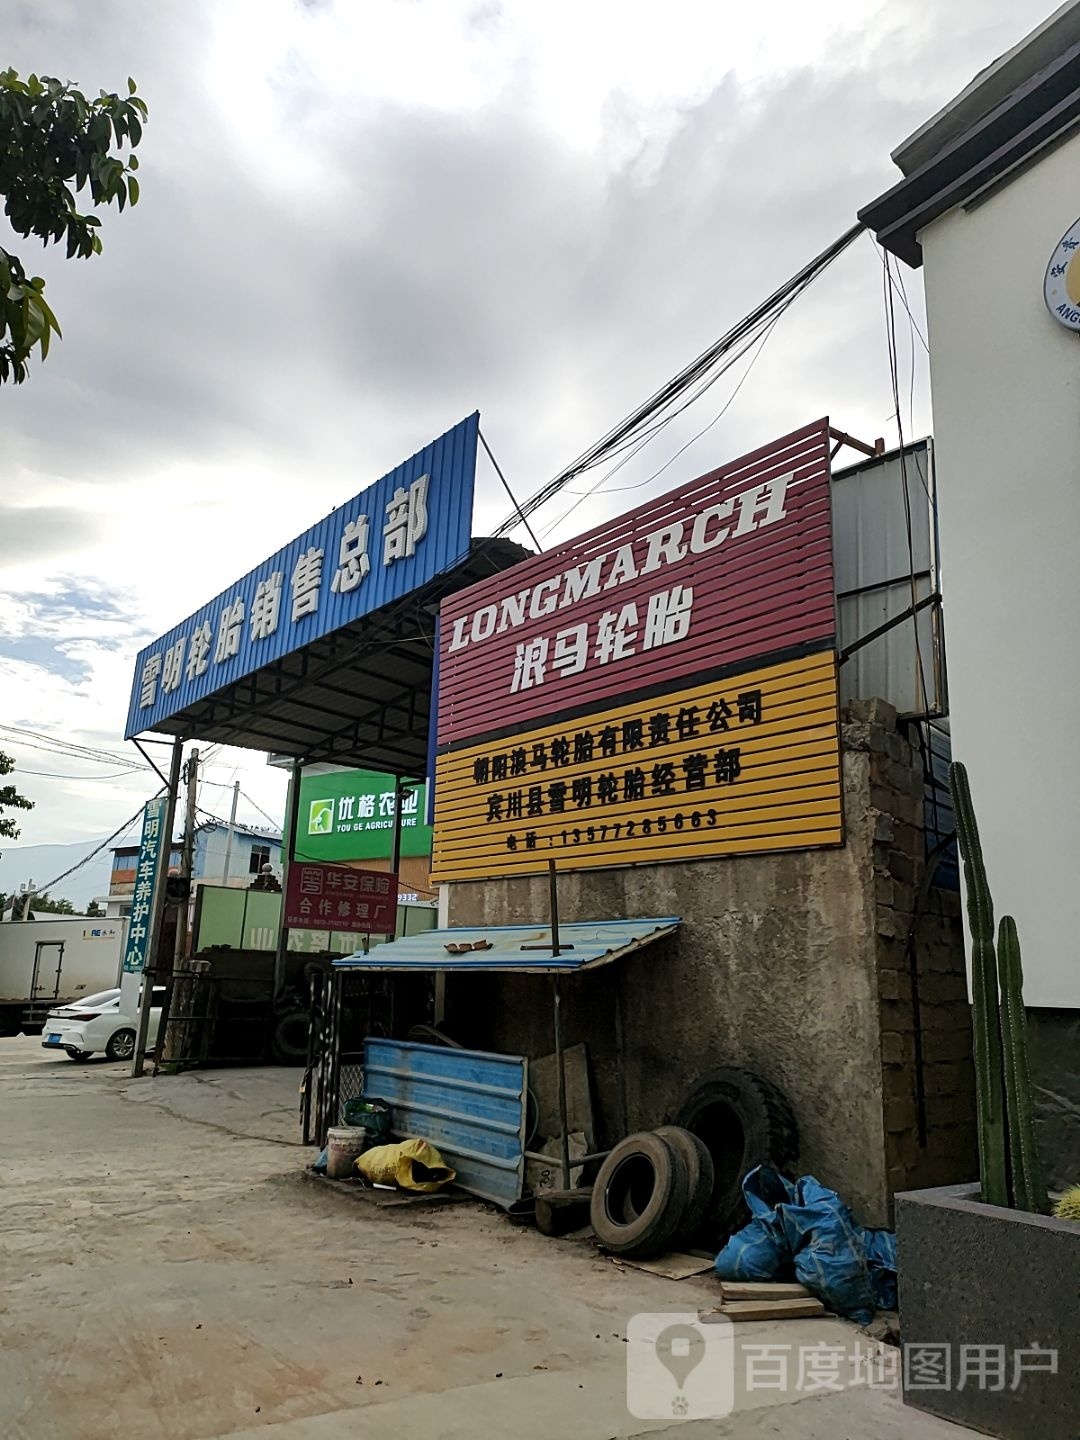 雪明轮胎销售总部
LONGMARCH
浪马轮胎
朝阳浪马轮胎有限责任公司
宾川县雪明轮胎经营部
电话:13577285663
优格农业
YOU GE AGRICULTURE
华安保险
合作修理厂
9332
雪明汽车养护中心
百度地图用户